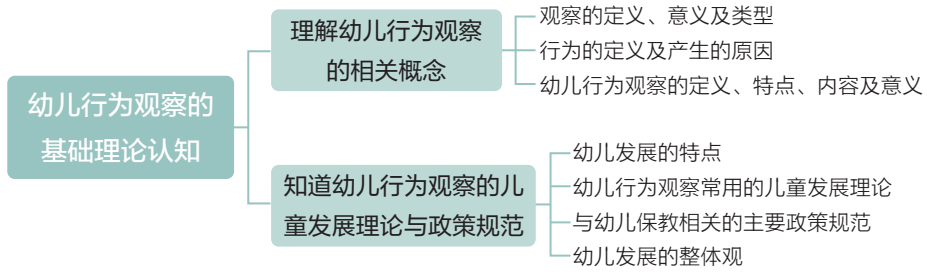 幼儿行为观察的
基础理论认知
理解幼儿行为观察
的相关概念
观察的定义、意义及类型
行为的定义及产生的原因
幼儿行为观察的定义、特点、内容及意义
知道幼儿行为观察的儿
童发展理论与政策规范
幼儿发展的特点
幼儿行为观察常用的儿童发展理论
与幼儿保教相关的主要政策规范
幼儿发展的整体观